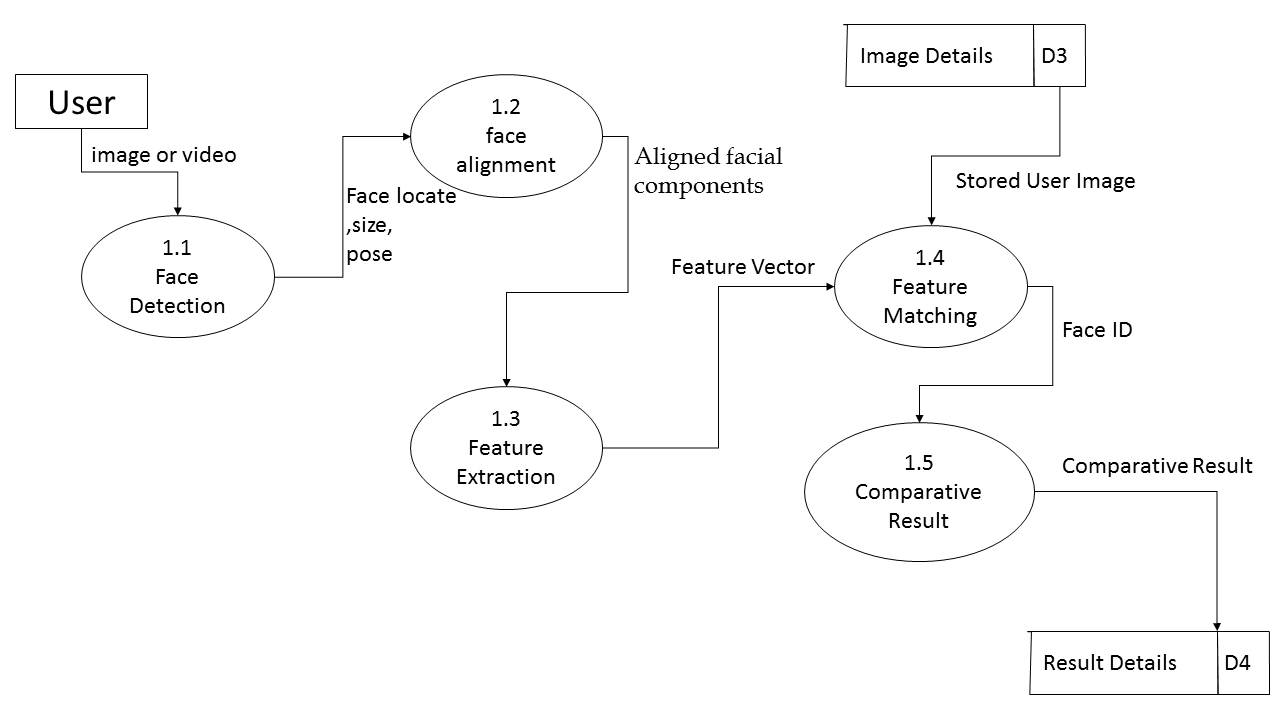 User
image or video
1.1
Face
Detection
Face locate
,size,
pose
1.2
face
alignment
Aligned facial
components
1.3
Feature
Extraction
Feature Vector
Image Details
D3
Stored User Image
1.4
Feature
Matching
Face ID
1.5
Comparative
Result
Comparative Result
Result Details
D4